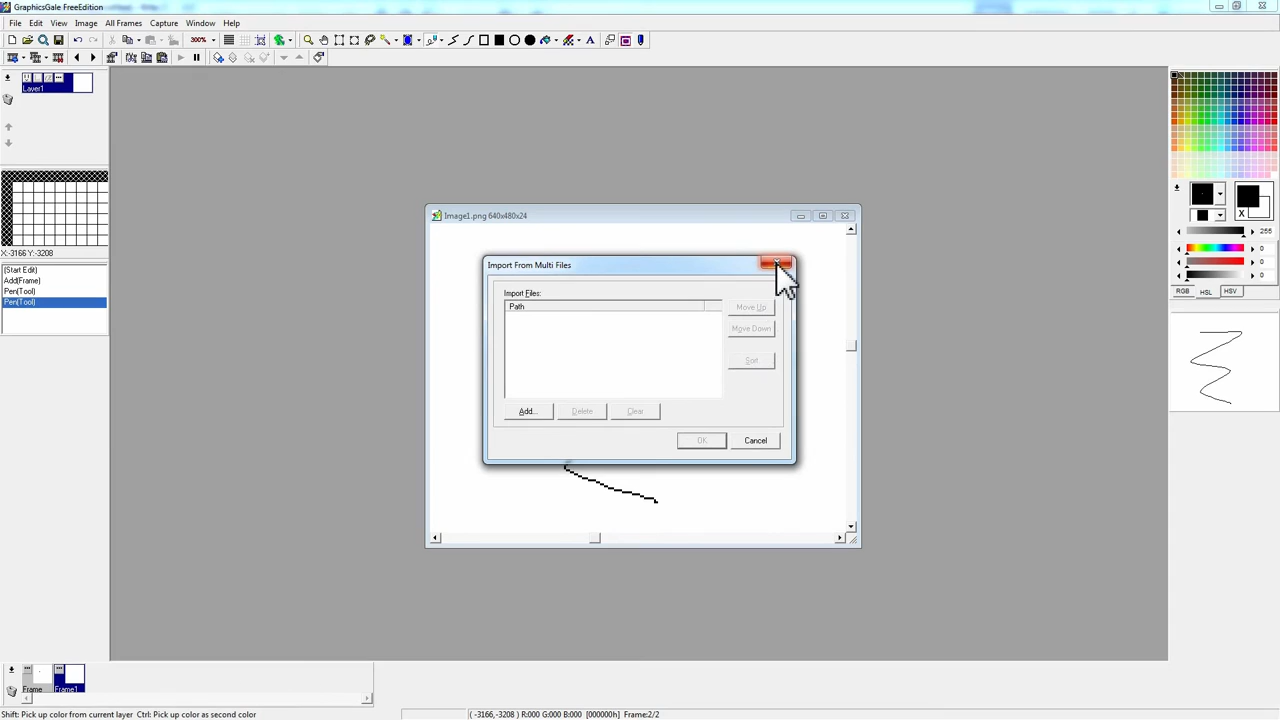 GraphicsGale FreeEdition
File Edit View Image All Frames Capture Window Help
300%
Layer1
X:-3166,Y:-3208
(Start Edit)
Add(Frame)
Pen(Tool)
Pen(Tool)
Image1.png 640x480x24
Import From Multi Files
Import Files:
Path
Move Up
Move Down
Sort
Add...
Delete
Clear
OK
Cancel
X
255
0
0
0
RGB HSL HSV
Frame
Frame1
Shift: Pick up color from current layer Ctrl: Pick up color as second color
( -3166,-3208 ) R:000 G:000 B:000 [000000h] Frame:2/2